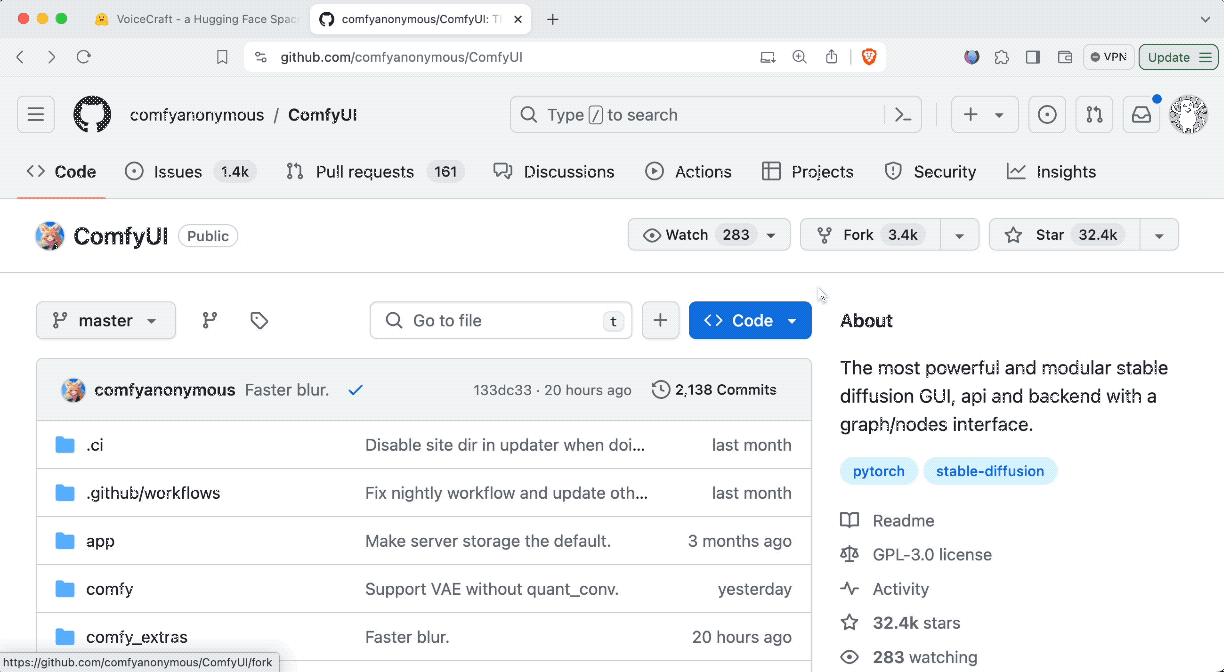 VoiceCraft - a Hugging Face Spac
comfyanonymous/ComfyUI: Th
github.com/comfyanonymous/ComfyUI
VPN
Update
comfyanonymous / ComfyUI
Type / to search
Code
Issues 1.4k
Pull requests 161
Discussions
Actions
Projects
Security
Insights
ComfyUI Public
Watch 283
Fork 3.4k
Star 32.4k
master
Go to file t
Code
About
The most powerful and modular stable
diffusion GUI, api and backend with a
graph/nodes interface.
comfyanonymous Faster blur. 133dc33 · 20 hours ago 2,138 Commits
.ci Disable site dir in updater when doi... last month
.github/workflows Fix nightly workflow and update oth... last month
app Make server storage the default. 3 months ago
comfy Support VAE without quant_conv. yesterday
comfy_extras Faster blur. 20 hours ago
pytorch stable-diffusion
Readme
GPL-3.0 license
Activity
32.4k stars
283 watching
https://github.com/comfyanonymous/ComfyUI/fork